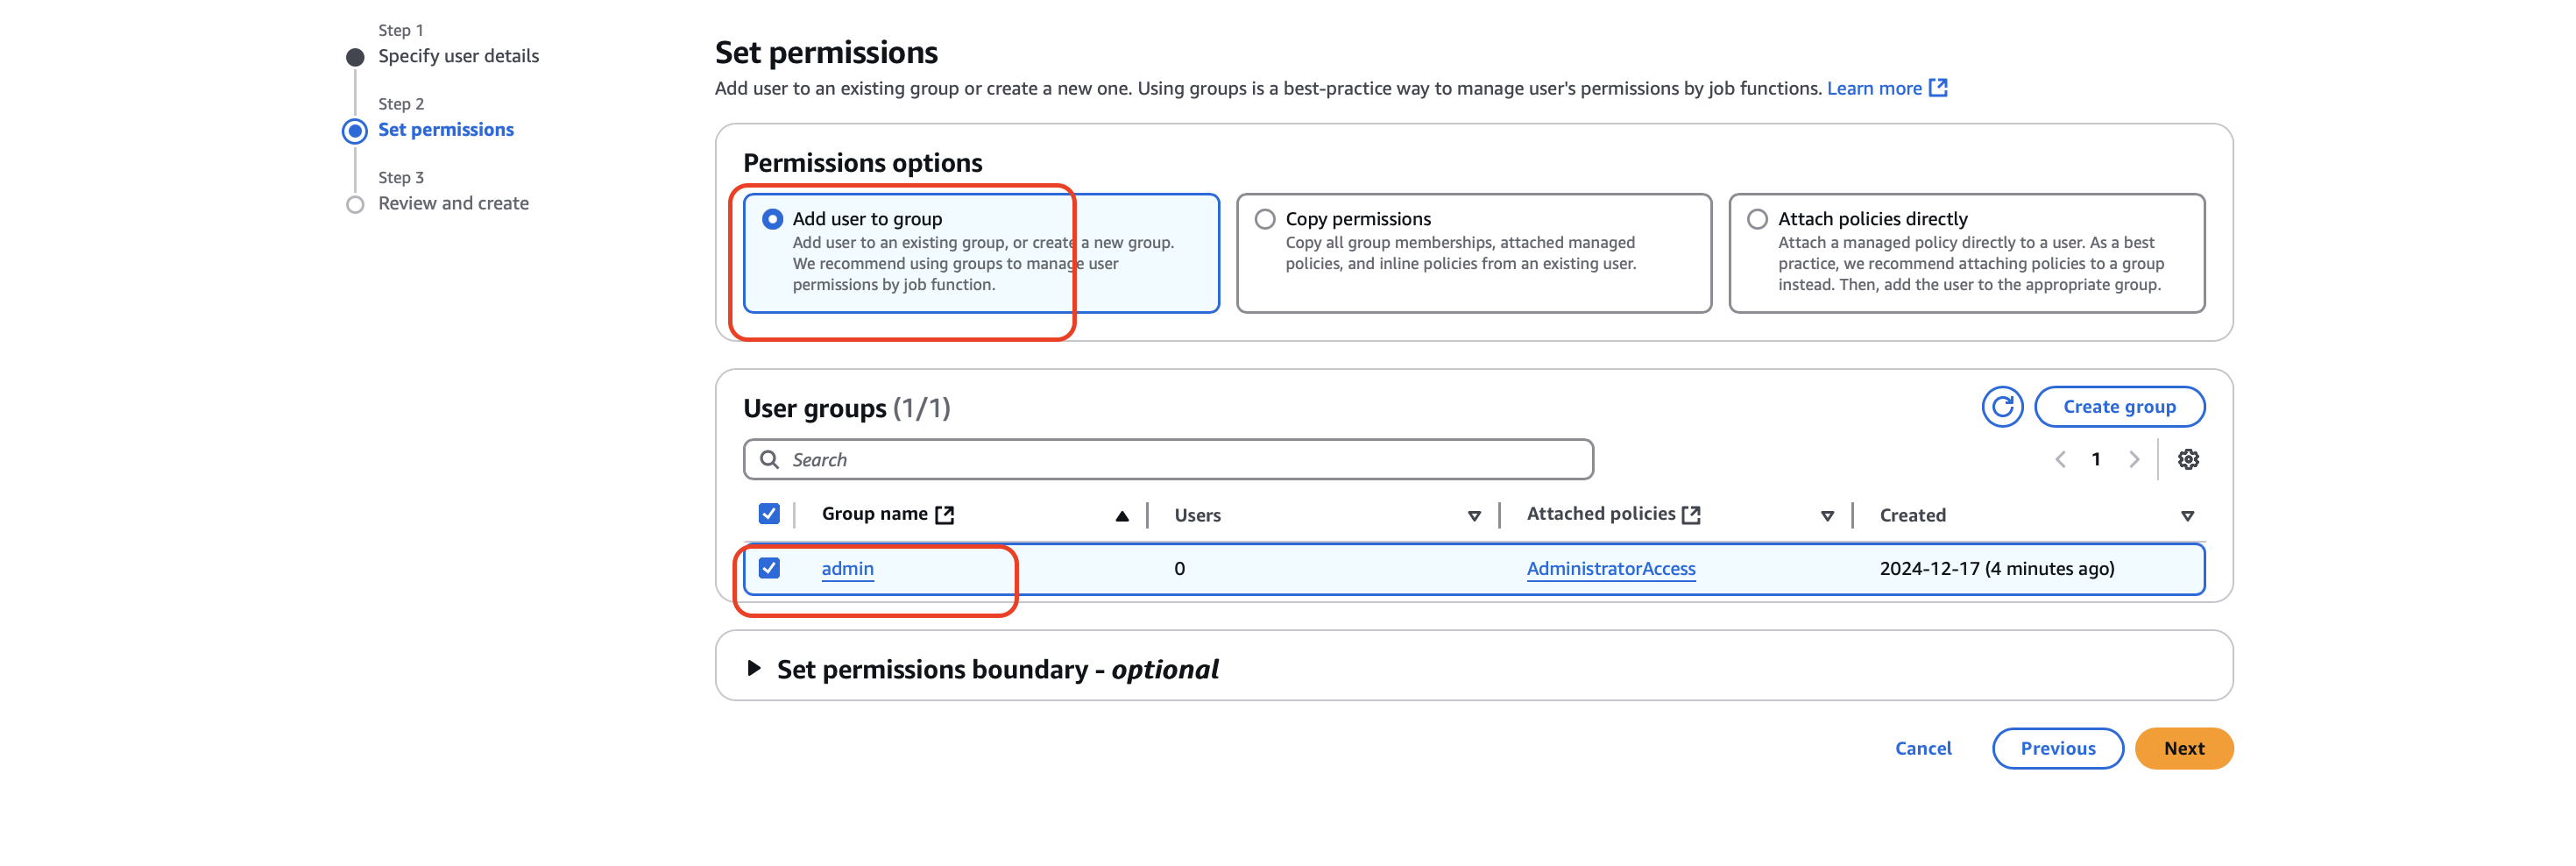 Step 1
Specify user details
Step 2
Set permissions
Step 3
Review and create
Set permissions
Add user to an existing group or create a new one. Using groups is a best-practice way to manage user's permissions by job functions. Learn more
Permissions options
Add user to group
Add user to an existing group, or create a new group.
We recommend using groups to manage user
permissions by job function.
Copy permissions
Copy all group memberships, attached managed
policies, and inline policies from an existing user.
Attach policies directly
Attach a managed policy directly to a user. As a best
practice, we recommend attaching policies to a group
instead. Then, add the user to the appropriate group.
User groups (1/1)
Create group
Search
1
Group name Users Attached policies Created
admin 0 AdministratorAccess 2024-12-17 (4 minutes ago)
Set permissions boundary - optional
Cancel Previous Next